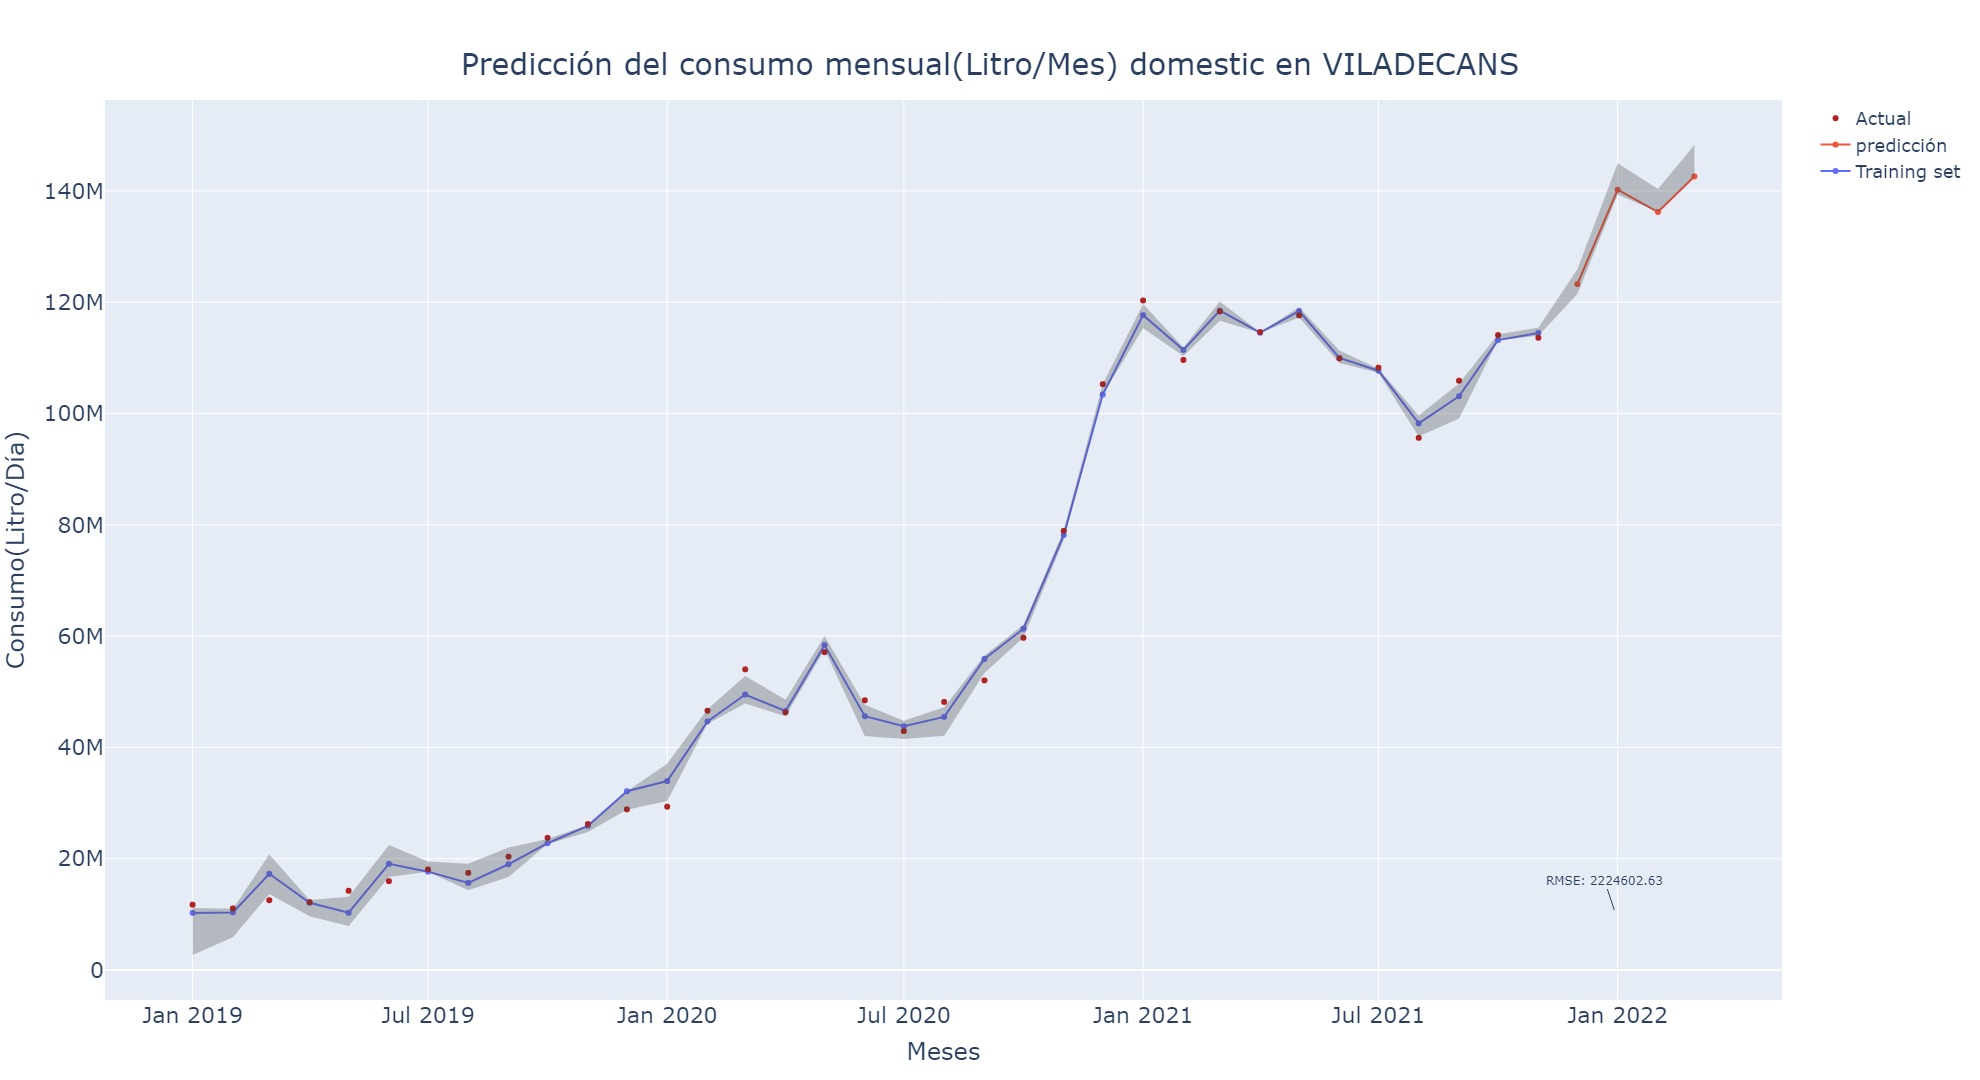 Predicción del consumo mensual(Litro/Mes) domestic en VILADECANS
Actual
predicción
Training set
Consumo(Litro/Día)
140M
120M
100M
80M
60M
40M
20M
0
RMSE: 2224602.63
Jan 2019
Jul 2019
Jan 2020
Jul 2020
Jan 2021
Jul 2021
Jan 2022
Meses